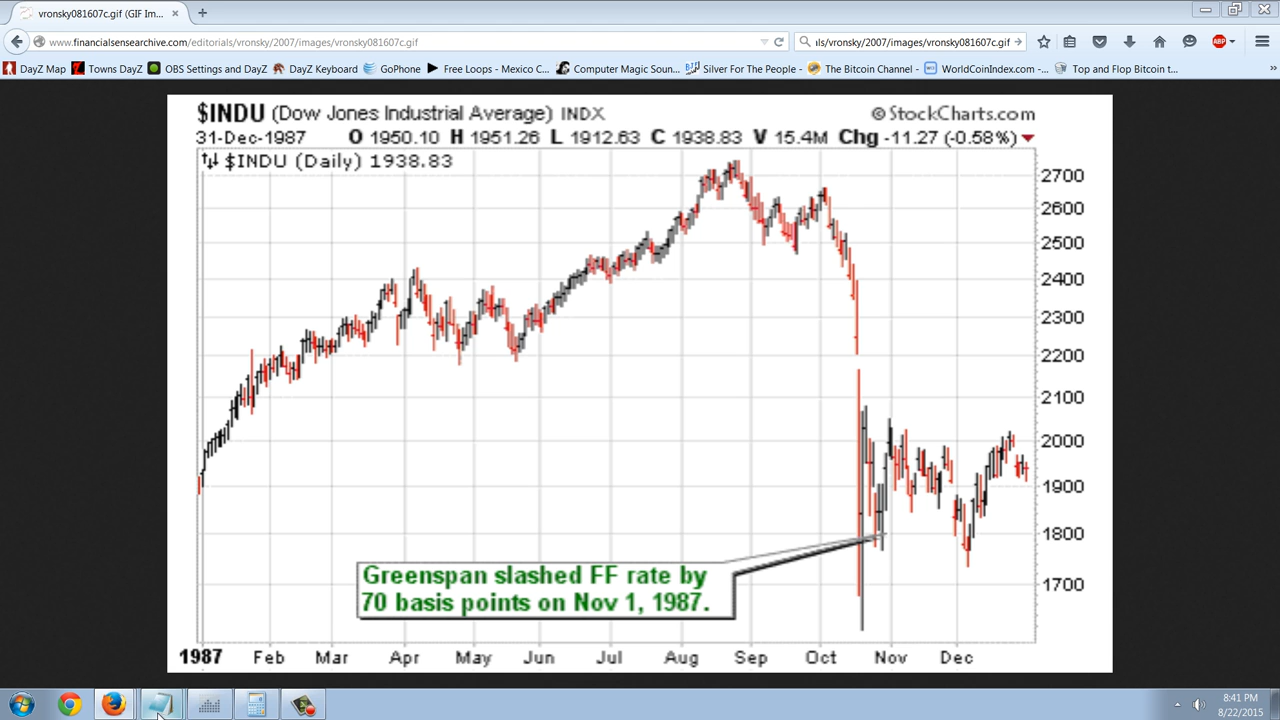 vronsky081607c.gif (GIF Im...
www.financialsensearchive.com/editorials/vronsky/2007/images/vronsky081607c.gif
ils/vronsky/2007/images/vronsky081607c.gif
ABP
DayZ Map
Towns DayZ
OBS Settings and DayZ
DayZ Keyboard
GoPhone
Free Loops - Mexico C...
Computer Magic Soun...
Silver For The People - ...
The Bitcoin Channel - ...
WorldCoinIndex.com -...
Top and Flop Bitcoin t...
$INDU (Dow Jones Industrial Average) INDX
©StockCharts.com
31-Dec-1987 O 1950.10 H 1951.26 L 1912.63 C 1938.83 V 15.4M Chg -11.27 (-0.58%)
$INDU (Daily) 1938.83
2700
2600
2500
2400
2300
2200
2100
2000
1900
1800
1700
Greenspan slashed FF rate by
70 basis points on Nov 1, 1987.
1987 Feb Mar Apr May Jun Jul Aug Sep Oct Nov Dec
8:41 PM
8/22/2015